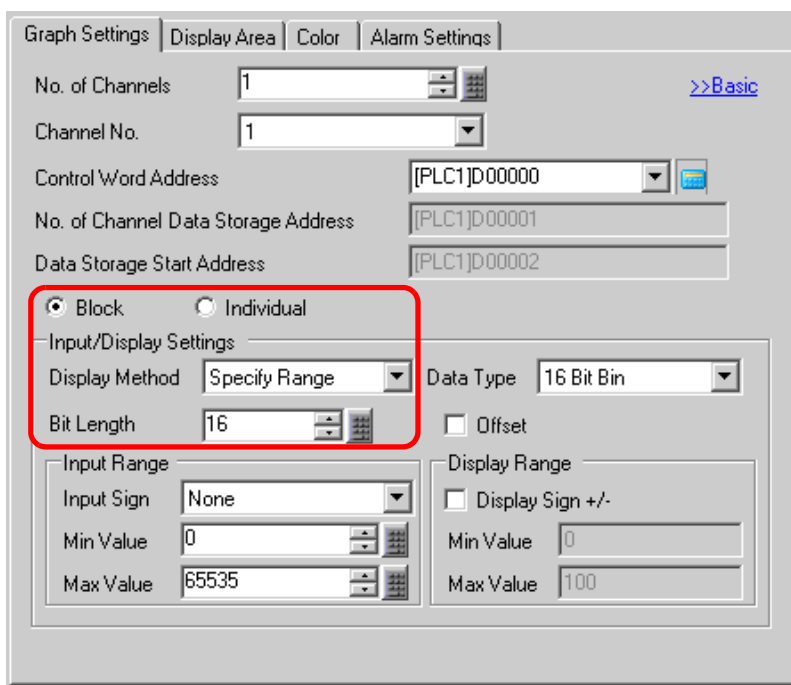 Graph Settings Display Area Color Alarm Settings
No. of Channels 1 >>Basic
Channel No. 1
Control Word Address [PLC1]D00000
No. of Channel Data Storage Address [PLC1]D00001
Data Storage Start Address [PLC1]D00002
Block Individual
Input/Display Settings
Display Method Specify Range Data Type 16 Bit Bin
Bit Length 16 Offset
Input Range Display Range
Input Sign None Display Sign +/-
Min Value 0 Min Value 0
Max Value 65535 Max Value 100